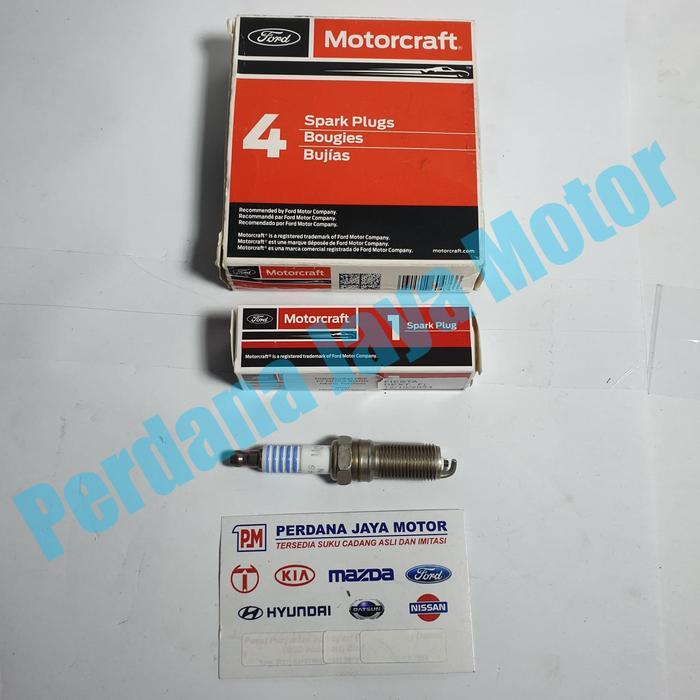 Ford
Motorcraft®
4
Spark Plugs
Bougies
Bujías
Recommended by Ford Motor Company.
Recommandé par Ford Motor Company.
Recomendado por Ford Motor Company.
Motorcraft® is a registered trademark of Ford Motor Company.
Motorcraft® est une marque déposée de Ford Motor Company.
Motorcraft® es una marca comercial registrada de Ford Motor Company.
motorcraft.com
Motorcraft
Ford
Motorcraft
1
Spark Plug
Motorcraft® is a registered trademark of Ford Motor Company.
FIESTA
Perdana Jaya Motor
PJM
PERDANA JAYA MOTOR
TERSEDIA SUKU CADANG ASLI DAN IMITASI
KIA
mazda
Ford
HYUNDAI
DATSUN
NISSAN